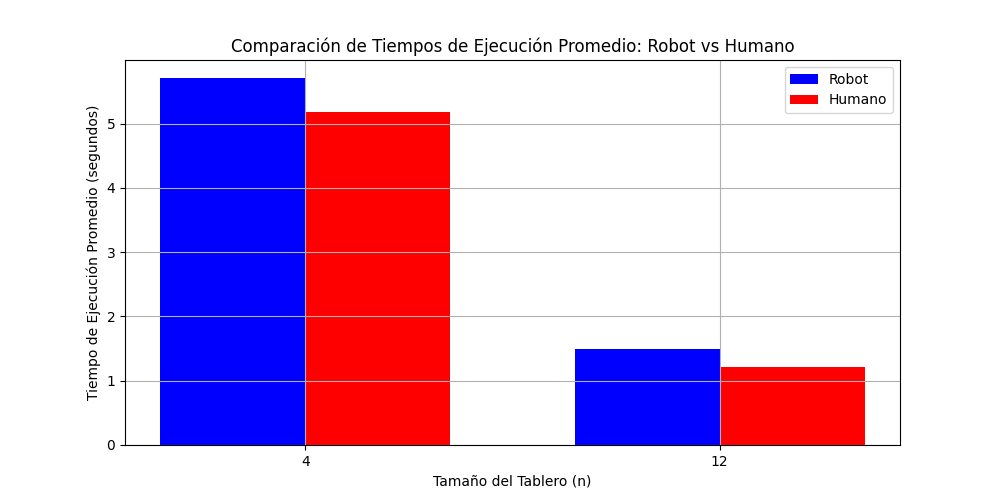 Comparación de Tiempos de Ejecución Promedio: Robot vs Humano
Robot
Humano
Tiempo de Ejecución Promedio (segundos)
5
4
3
2
1
0
4
12
Tamaño del Tablero (n)